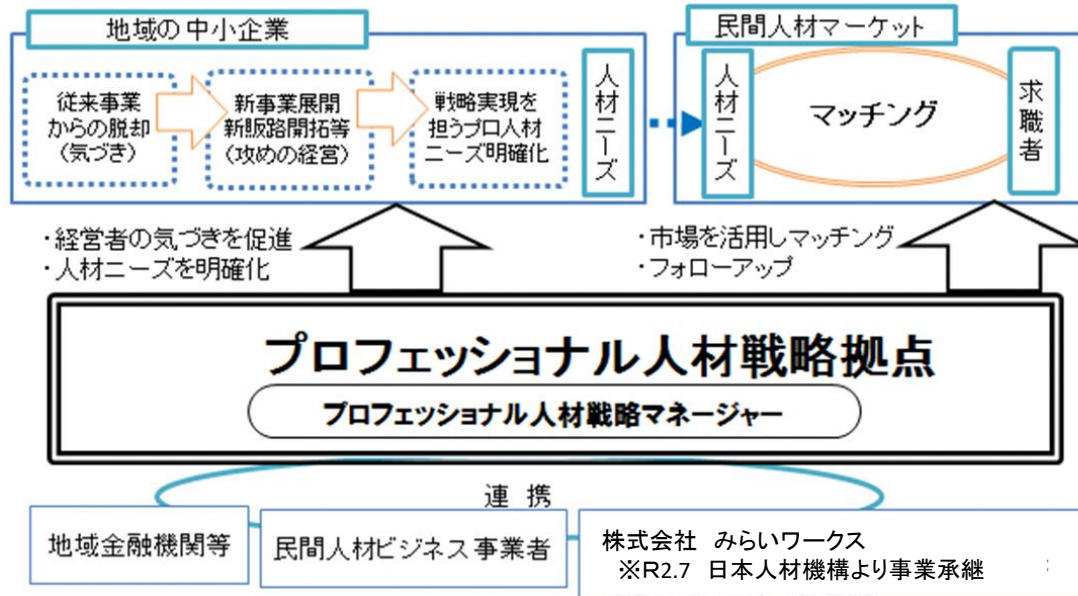 地域の中小企業
従来事業
からの脱却
(気づき)
新事業展開
新販路開拓等
(攻めの経営)
戦略実現を
担うプロ人材
ニーズ明確化
人材ニーズ
民間人材マーケット
人材ニーズ
マッチング
求職者
・経営者の気づきを促進
・人材ニーズを明確化
・市場を活用しマッチング
・フォローアップ
プロフェッショナル人材戦略拠点
プロフェッショナル人材戦略マネージャー
連 携
地域金融機関等
民間人材ビジネス事業者
株式会社　みらいワークス
※R2.7　日本人材機構より事業承継